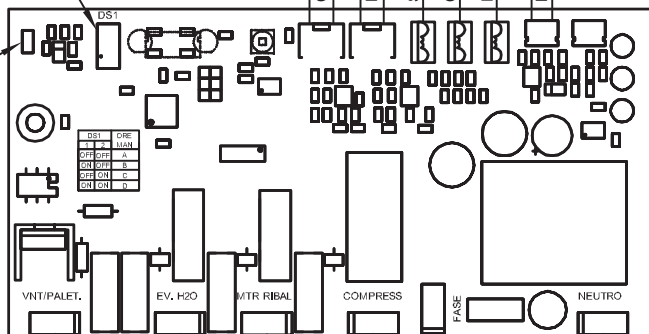 DS1
DS1 ORE
1 2 MAN
OFF OFF A
ON OFF B
OFF ON C
ON ON D
VNT/PALET. EV. H2O MTR RIBAL COMPRESS FASE NEUTRO